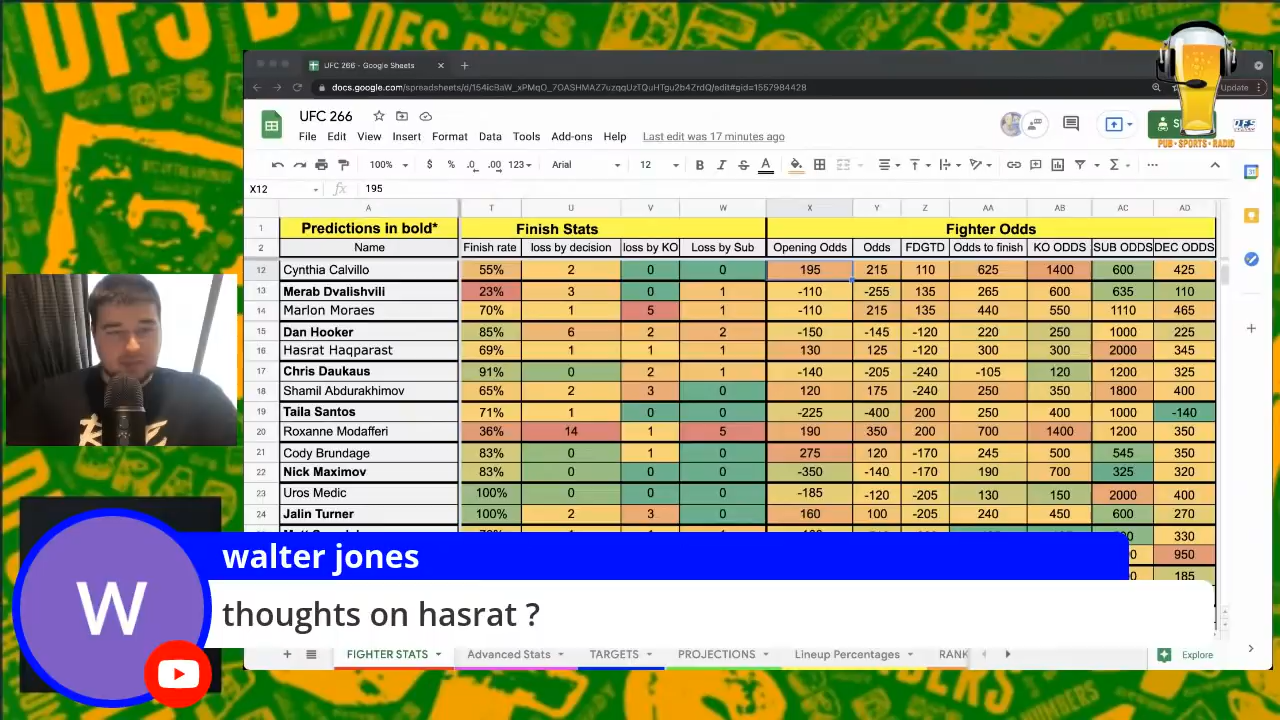 UFC 266 - Google Sheets
docs.google.com/spreadsheets/d/154icBaW_xPMqO_7OASHMAZ7uzqqUzTQuHTgu2b4ZrdQ/edit#gid=1557984428
Update
UFC 266
File Edit View Insert Format Data Tools Add-ons Help Last edit was 17 minutes ago
PUB•SPORTS•RADIO
100% $ % .0 .00 123 Arial 12 B I S A
X12 fx 195
A T U V W X Y Z AA AB AC AD
1 Predictions in bold* Finish Stats Fighter Odds
2 Name Finish rate loss by decision loss by KO Loss by Sub Opening Odds Odds FDGTD Odds to finish KO ODDS SUB ODDS DEC ODDS
12 Cynthia Calvillo 55% 2 0 0 195 215 110 625 1400 600 425
13 Merab Dvalishvili 23% 3 0 1 -110 -255 135 265 600 635 110
14 Marlon Moraes 70% 1 5 1 -110 215 135 440 550 1110 465
15 Dan Hooker 85% 6 2 2 -150 -145 -120 220 250 1000 225
16 Hasrat Haqparast 69% 1 1 1 130 125 -120 300 300 2000 345
17 Chris Daukaus 91% 0 2 1 -140 -205 -240 -105 120 1200 325
18 Shamil Abdurakhimov 65% 2 3 0 120 175 -240 250 350 1800 400
19 Taila Santos 71% 1 0 0 -225 -400 200 250 400 1000 -140
20 Roxanne Modafferi 36% 14 1 5 190 350 200 700 1400 1200 350
21 Cody Brundage 83% 0 1 0 275 120 -170 245 500 545 350
22 Nick Maximov 83% 0 0 0 -350 -140 -170 190 700 325 320
23 Uros Medic 100% 0 0 0 -185 -120 -205 130 150 2000 400
24 Jalin Turner 100% 2 3 0 160 100 -205 240 450 600 270
330
950
185
walter jones
W
thoughts on hasrat ?
FIGHTER STATS Advanced Stats TARGETS PROJECTIONS Lineup Percentages RANK
Explore